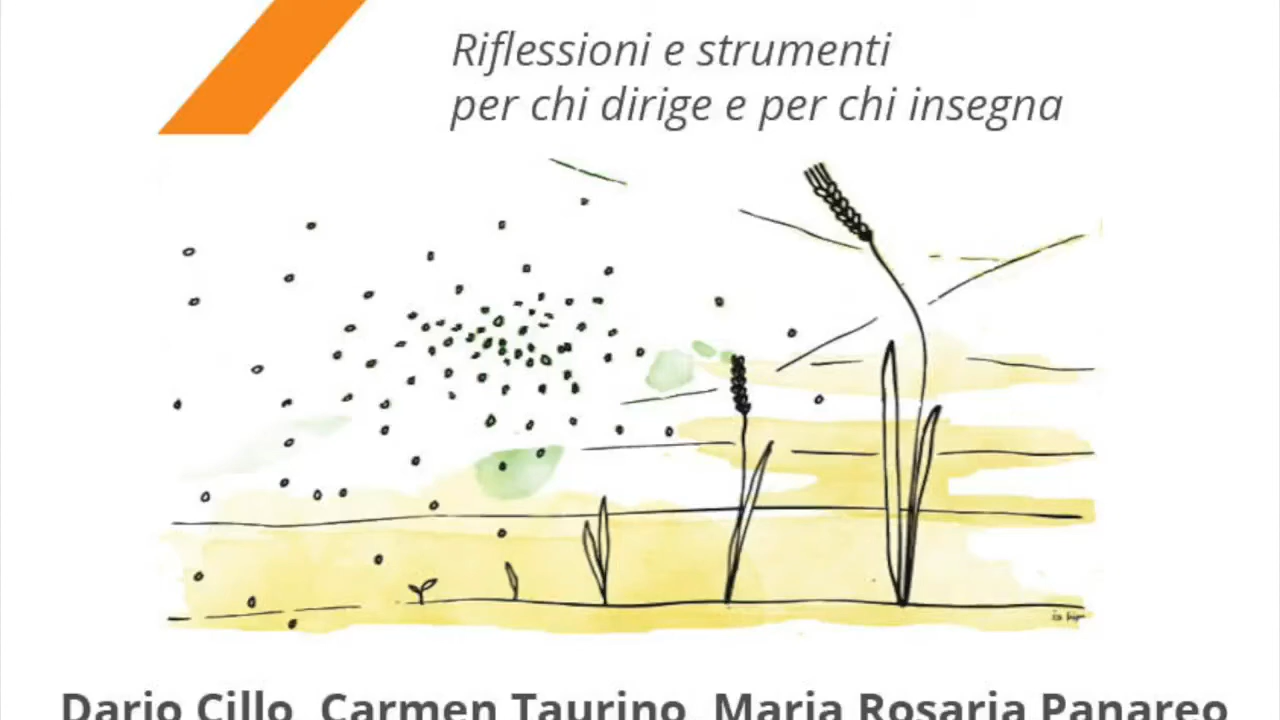 Riflessioni e strumenti
per chi dirige e per chi insegna
Dario Cillo, Carmen Taurino, Maria Rosaria Panareo